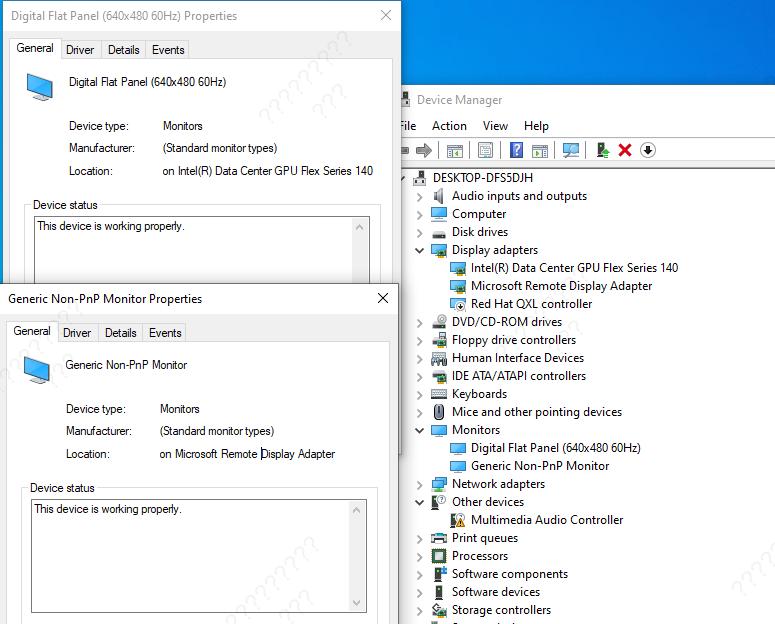 Digital Flat Panel (640x480 60Hz) Properties
General Driver Details Events
Digital Flat Panel (640x480 60Hz)
Device type: Monitors
Manufacturer: (Standard monitor types)
Location: on Intel(R) Data Center GPU Flex Series 140
Device status
This device is working properly.
Generic Non-PnP Monitor Properties
General Driver Details Events
Generic Non-PnP Monitor
Device type: Monitors
Manufacturer: (Standard monitor types)
Location: on Microsoft Remote Display Adapter
Device status
This device is working properly.
Device Manager
File Action View Help
DESKTOP-DFS5DJH
Audio inputs and outputs
Computer
Disk drives
Display adapters
Intel(R) Data Center GPU Flex Series 140
Microsoft Remote Display Adapter
Red Hat QXL controller
DVD/CD-ROM drives
Floppy drive controllers
Human Interface Devices
IDE ATA/ATAPI controllers
Keyboards
Mice and other pointing devices
Monitors
Digital Flat Panel (640x480 60Hz)
Generic Non-PnP Monitor
Network adapters
Other devices
Multimedia Audio Controller
Print queues
Processors
Software components
Software devices
Storage controllers